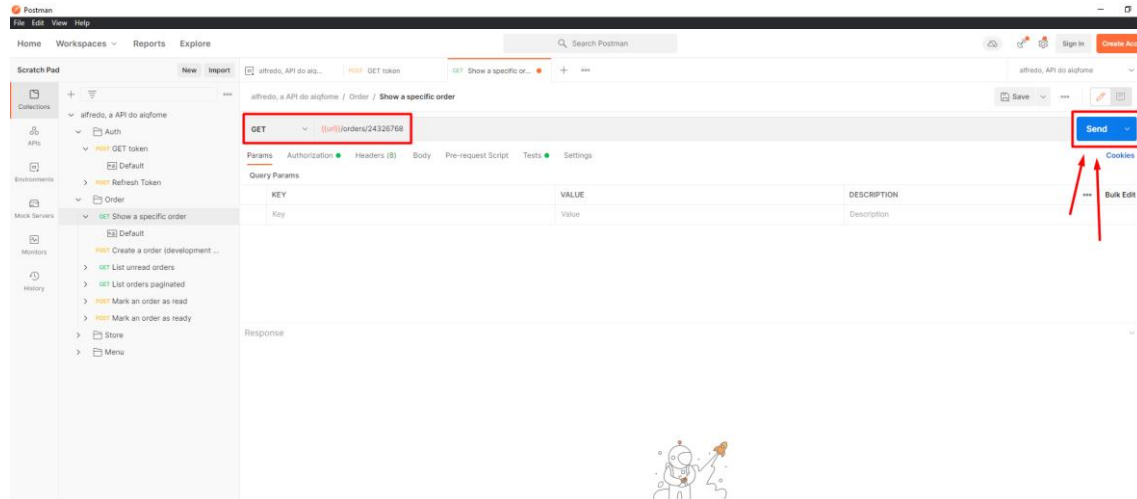 Postman
File Edit View Help
Home Workspaces Reports Explore
Search Postman
Sign In
Create Acc
Scratch Pad
New Import
alfredo, API do aiq...
POST GET token
GET Show a specific or...
alfredo, API do aiqfome
Collections
APIs
Environments
Mock Servers
Monitors
History
alfredo, a API do aiqfome
Auth
POST GET token
Default
POST Refresh Token
Order
GET Show a specific order
Default
POST Create a order (development ...
GET List unread orders
GET List orders paginated
POST Mark an order as read
POST Mark an order as ready
Store
Menu
alfredo, a API do aiqfome / Order / Show a specific order
Save
GET {{url}}/orders/24326768
Send
Params Authorization Headers (8) Body Pre-request Script Tests Settings
Cookies
Query Params
KEY VALUE DESCRIPTION
Bulk Edit
Key Value Description
Response